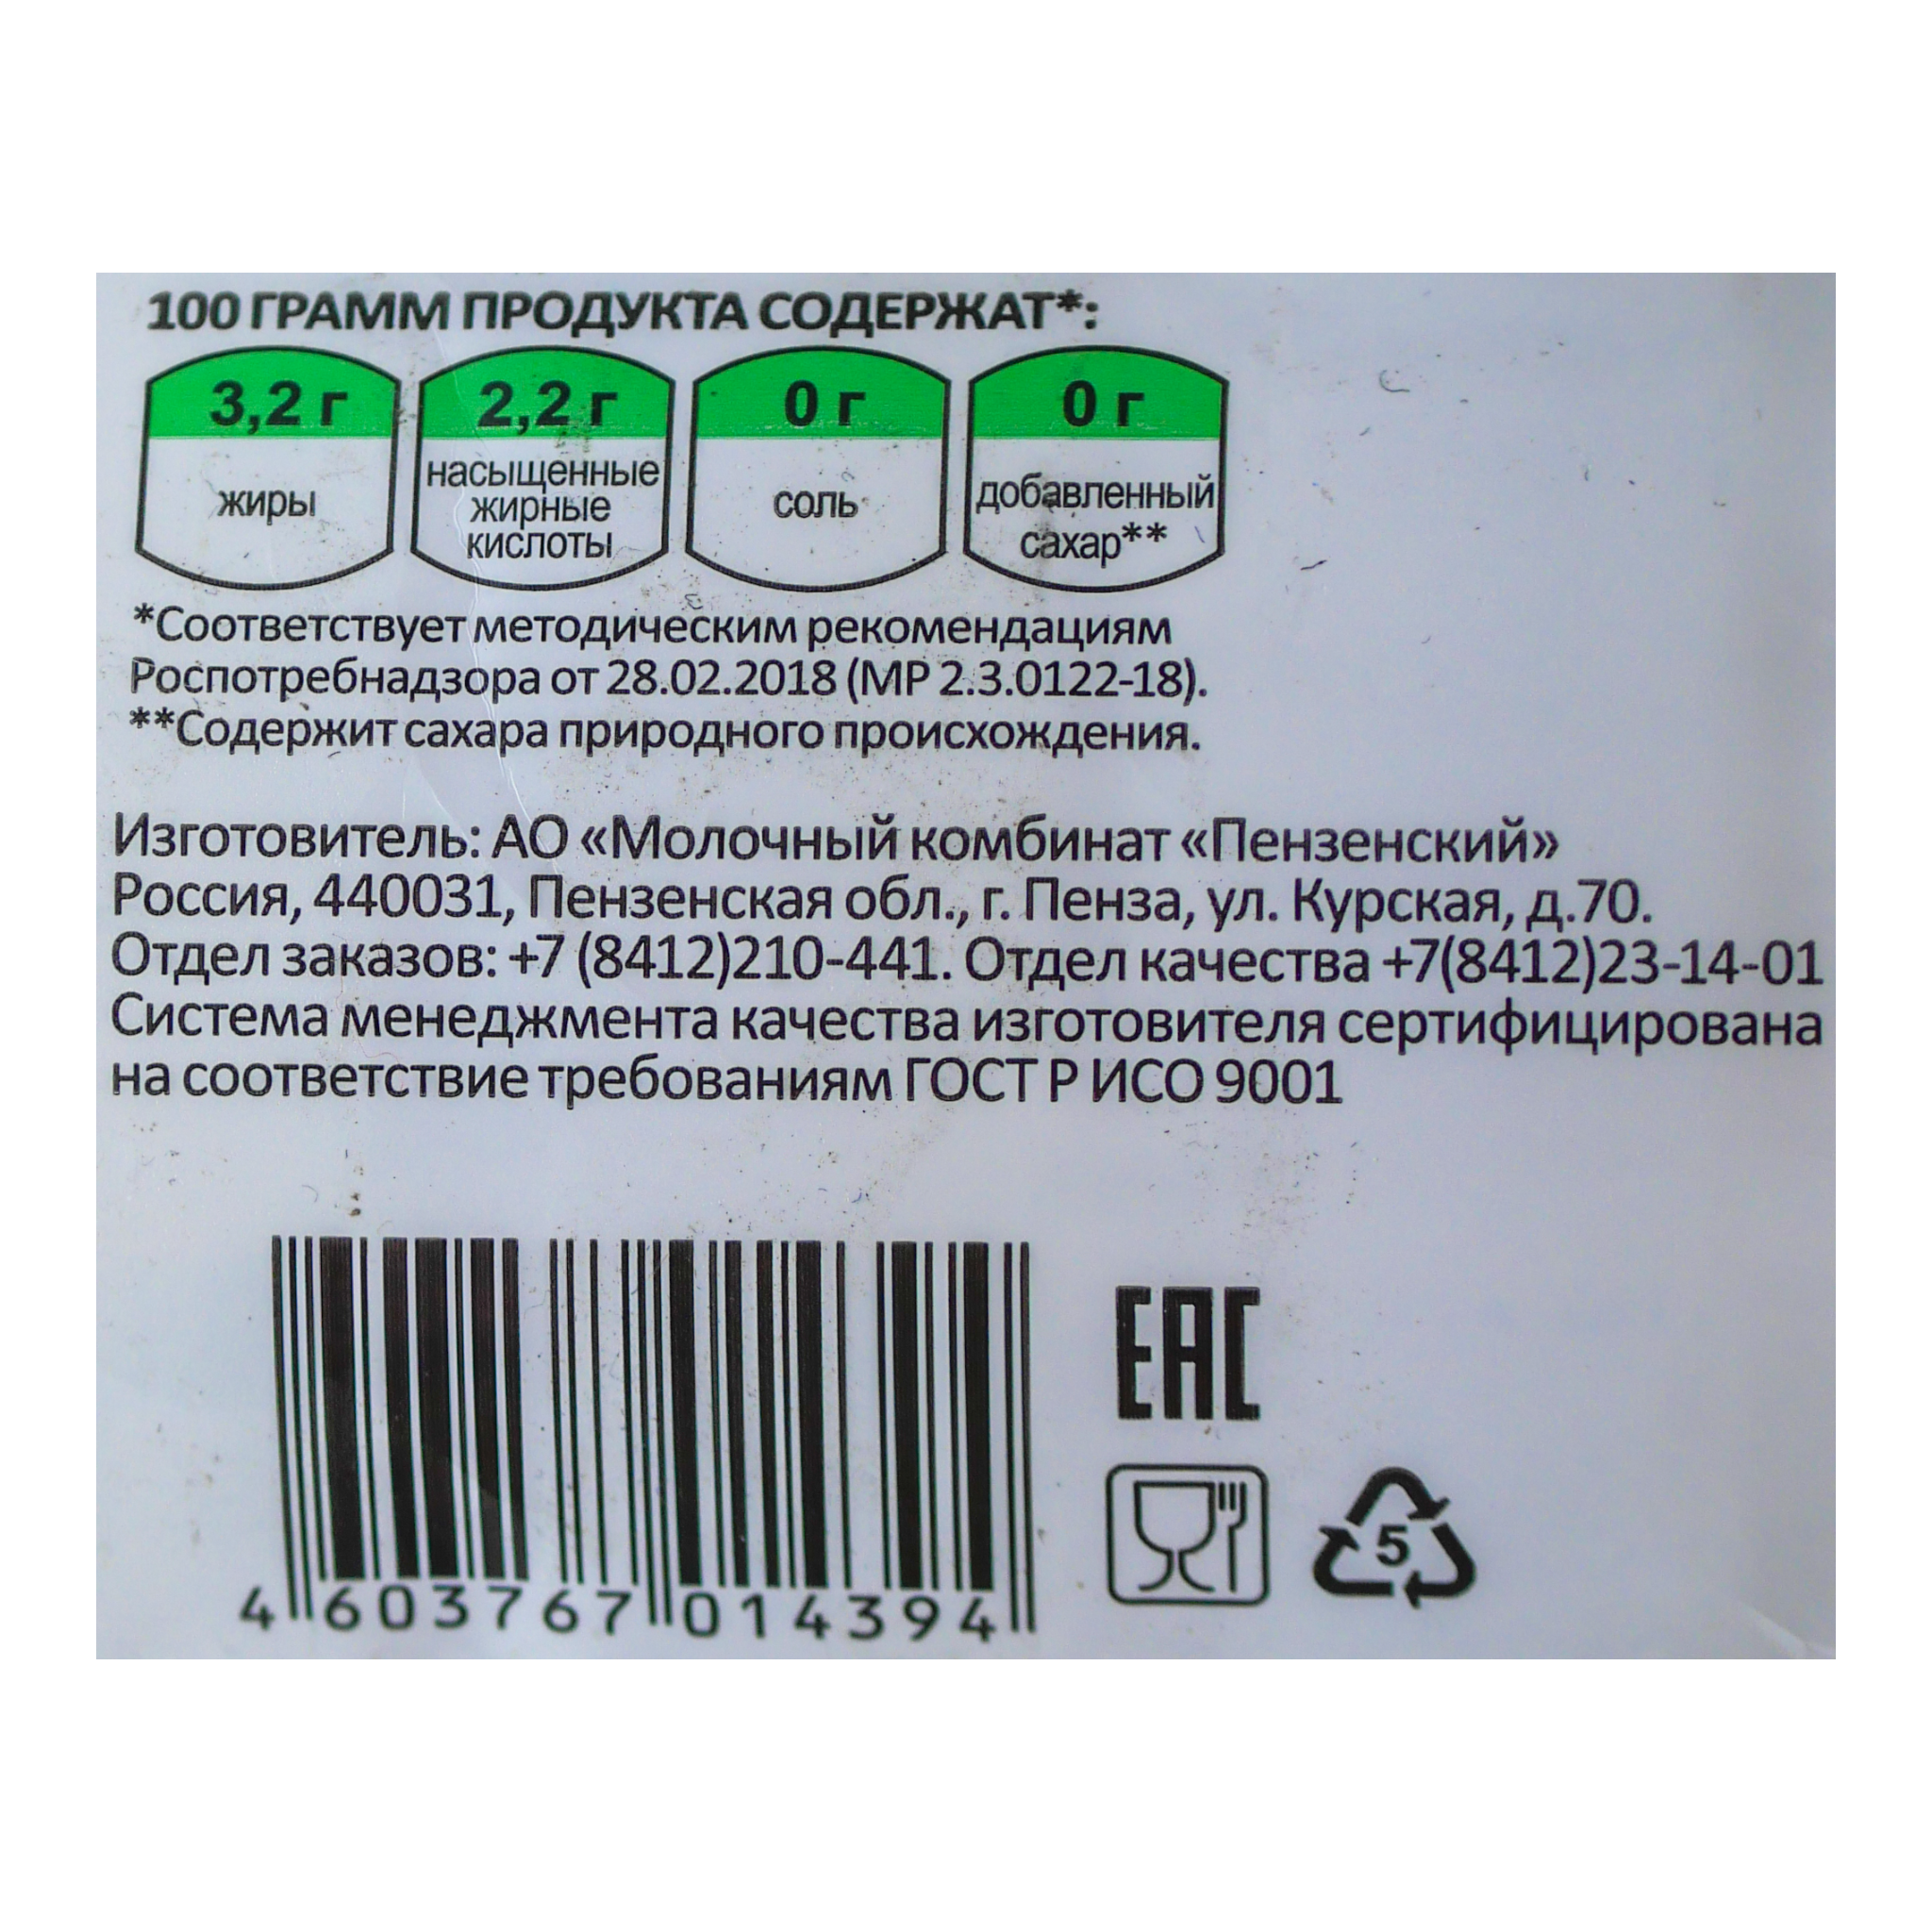 100 ГРАММ ПРОДУКТА СОДЕРЖАТ*:
3,2 г
жиры
2,2 г
насыщенные
жирные
кислоты
0 г
соль
0 г
добавленный
сахар**
*Соответствует методическим рекомендациям
Роспотребнадзора от 28.02.2018 (МР 2.3.0122-18).
**Содержит сахара природного происхождения.
Изготовитель: АО «Молочный комбинат «Пензенский»
Россия, 440031, Пензенская обл., г. Пенза, ул. Курская, д.70.
Отдел заказов: +7 (8412)210-441. Отдел качества +7(8412)23-14-01
Система менеджмента качества изготовителя сертифицирована
на соответствие требованиям ГОСТ Р ИСО 9001
EAC
5
4 603767 014394